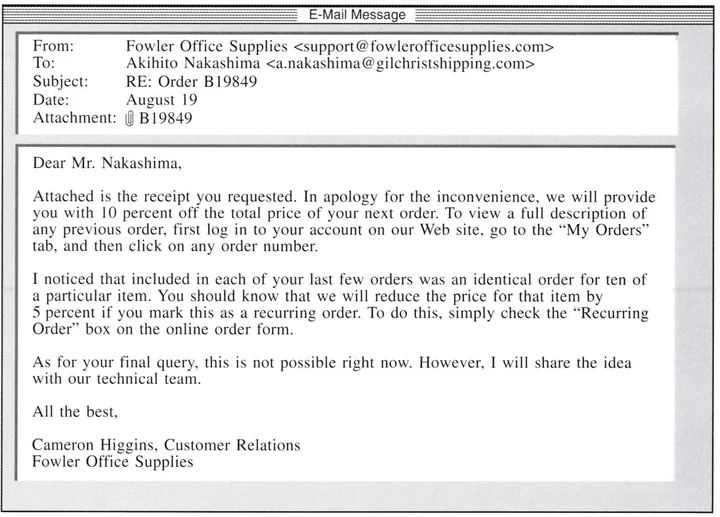 E-Mail Message
From: Fowler Office Supplies <support@fowlerofficesupplies.com>
To: Akihito Nakashima <a.nakashima@gilchristshipping.com>
Subject: RE: Order B19849
Date: August 19
Attachment: B19849
Dear Mr. Nakashima,
Attached is the receipt you requested. In apology for the inconvenience, we will provide
you with 10 percent off the total price of your next order. To view a full description of
any previous order, first log in to your account on our Web site, go to the “My Orders”
tab, and then click on any order number.
I noticed that included in each of your last few orders was an identical order for ten of
a particular item. You should know that we will reduce the price for that item by
5 percent if you mark this as a recurring order. To do this, simply check the “Recurring
Order” box on the online order form.
As for your final query, this is not possible right now. However, I will share the idea
with our technical team.
All the best,
Cameron Higgins, Customer Relations
Fowler Office Supplies